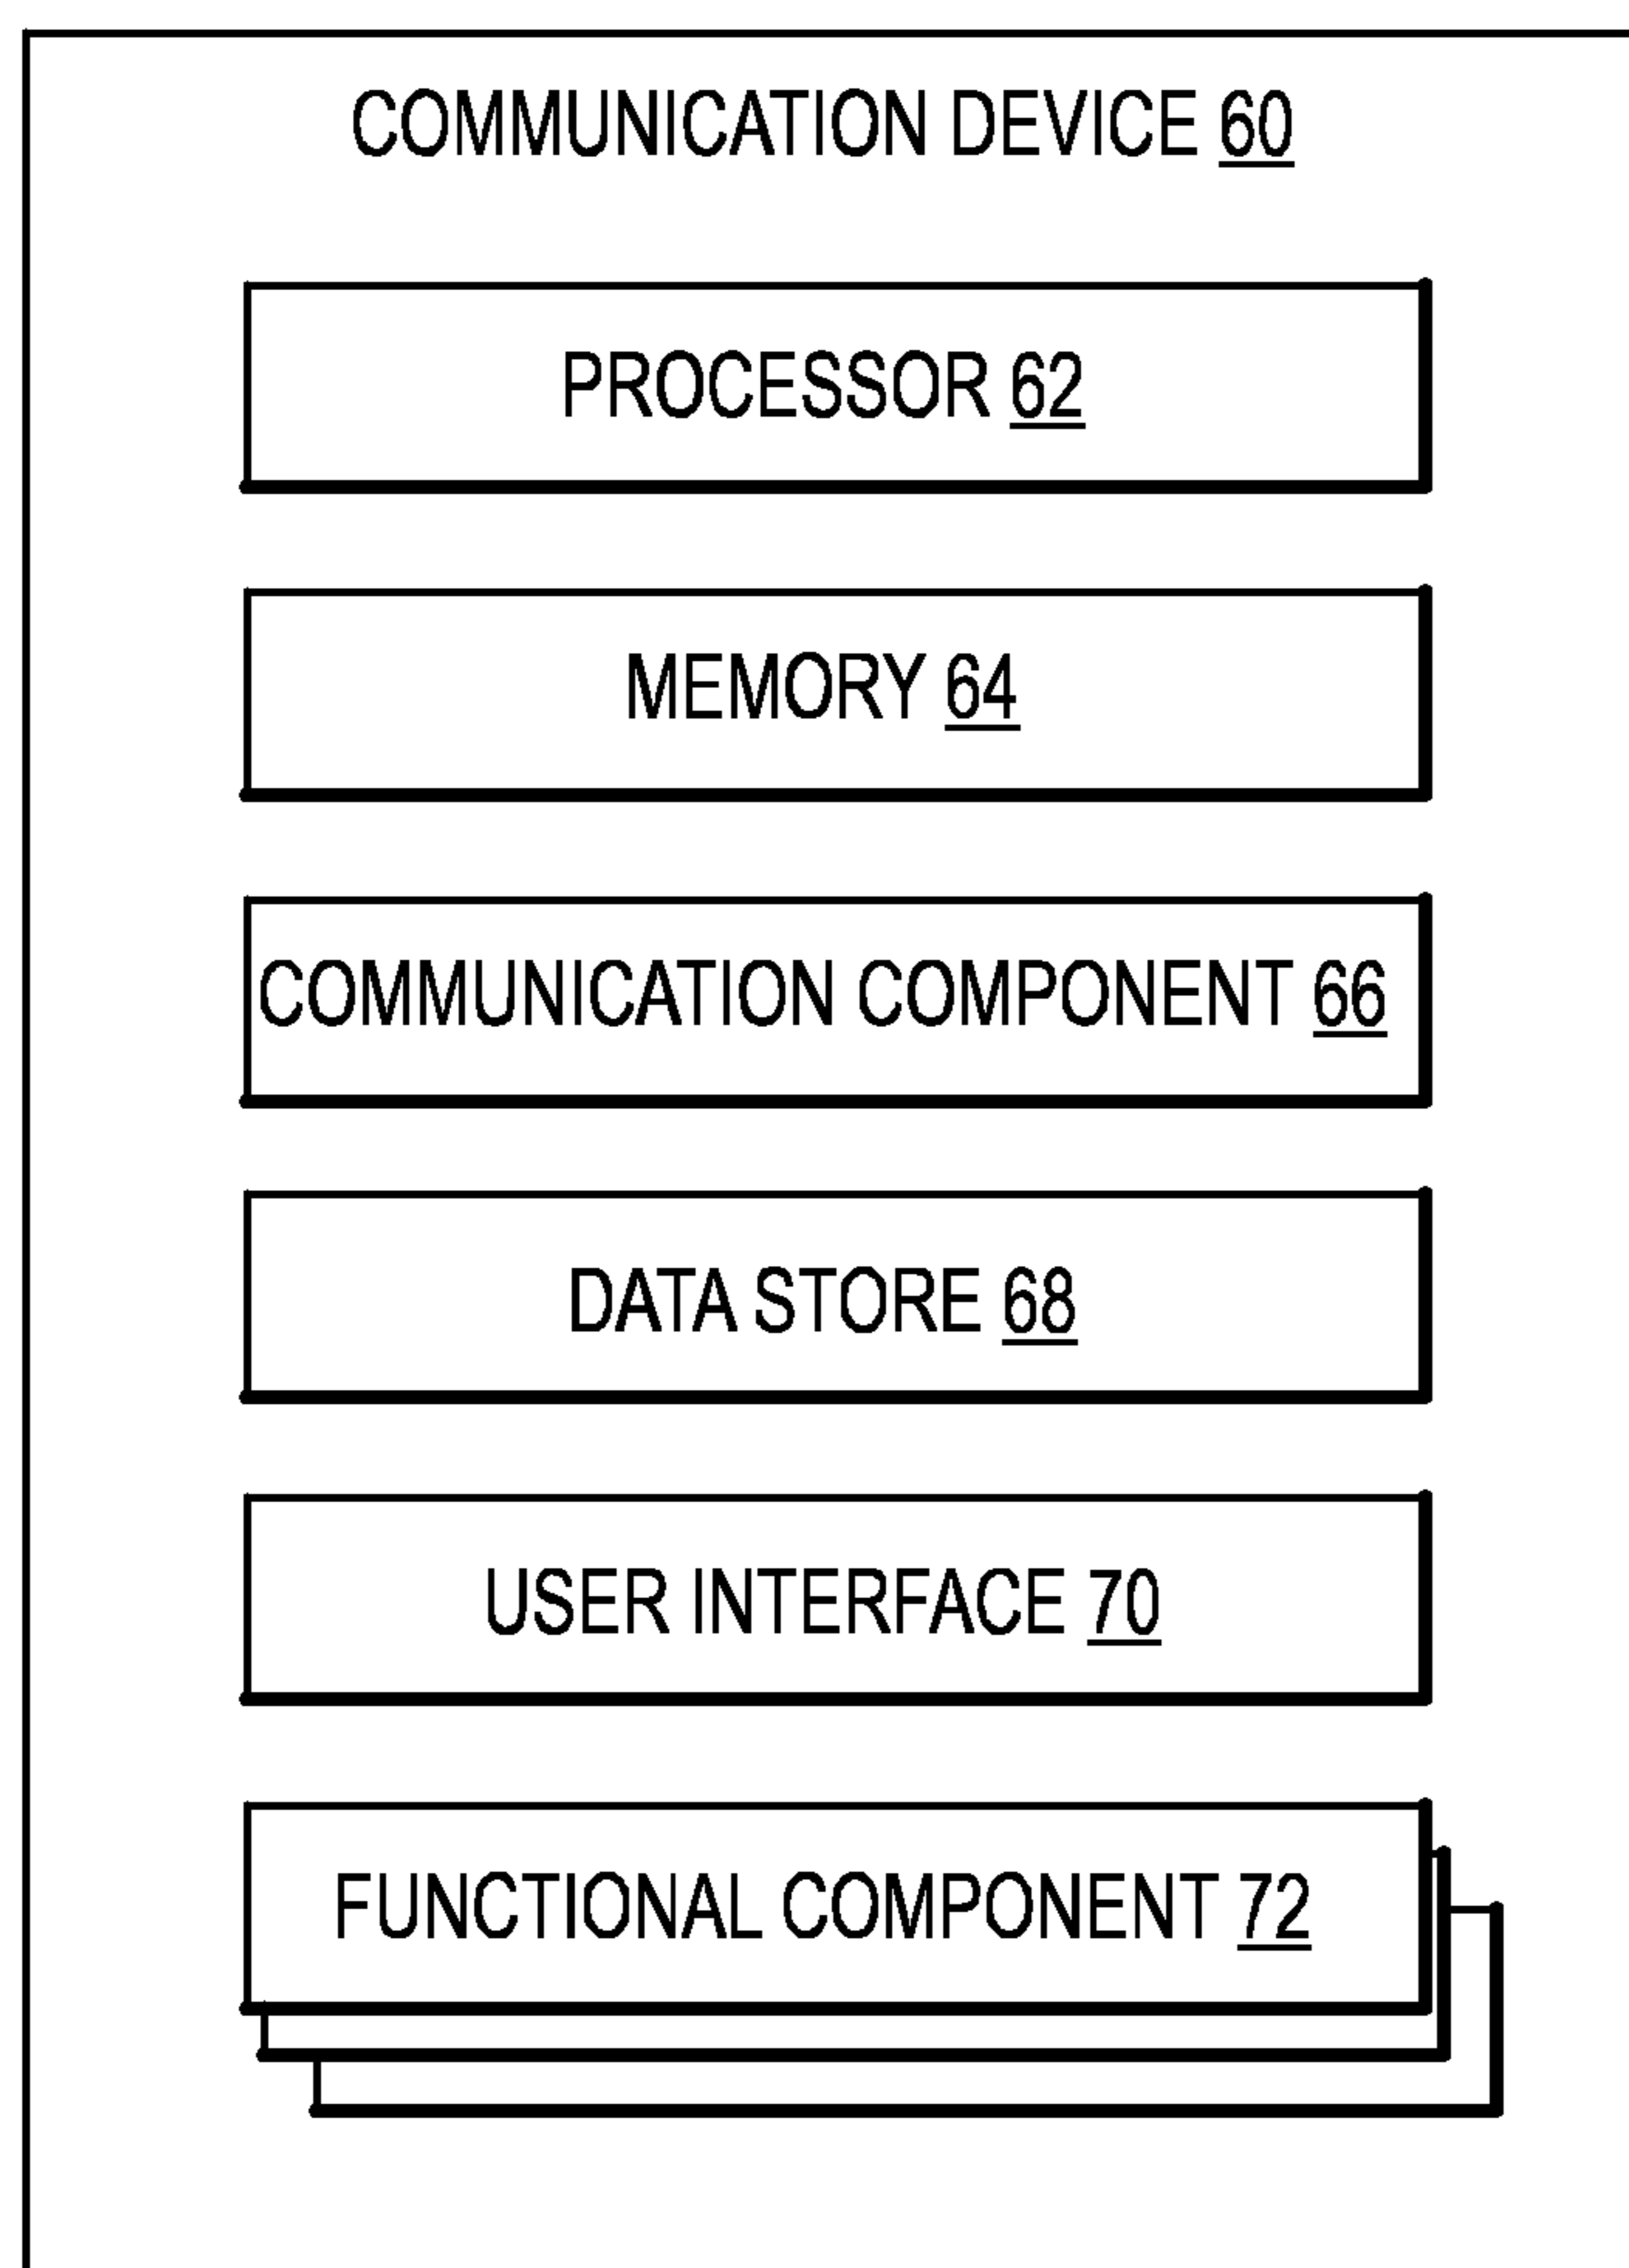 COMMUNICATION DEVICE 60
PROCESSOR 62
MEMORY 64
COMMUNICATION COMPONENT 66
DATA STORE 68
USER INTERFACE 70
FUNCTIONAL COMPONENT 72